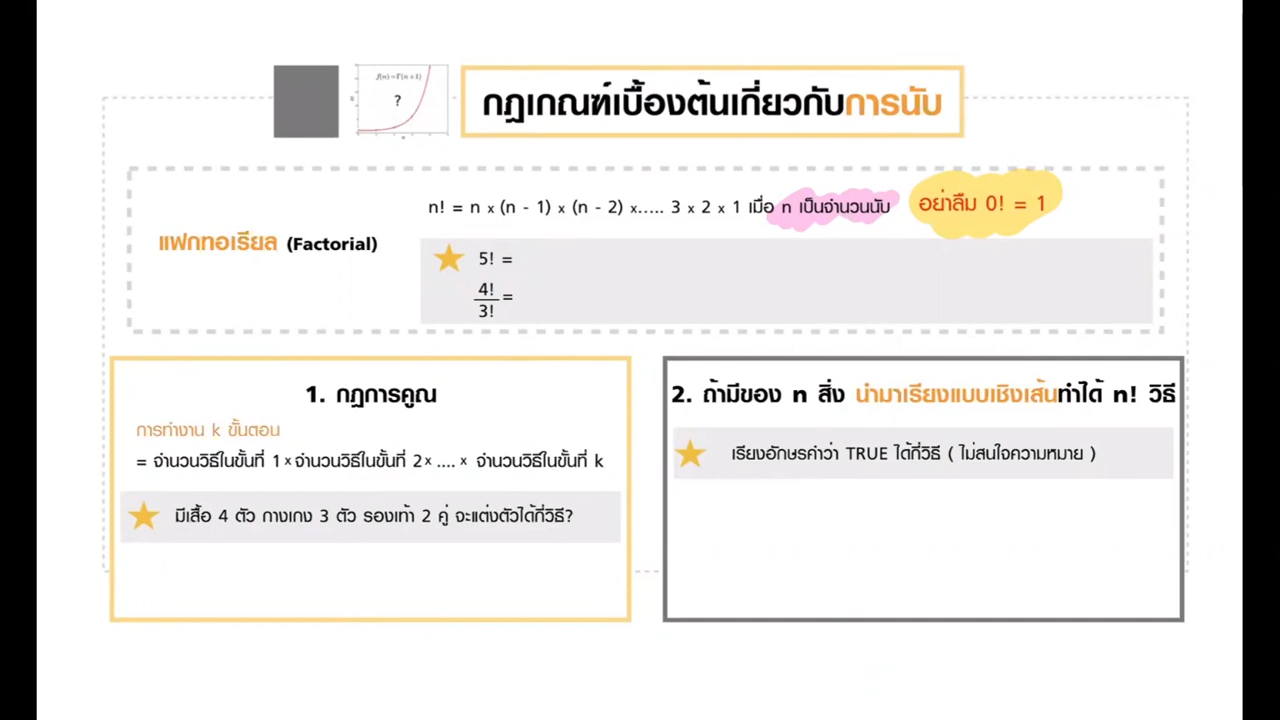 f(n)=Γ(n+1)
?
กฎเกณฑ์เบื้องต้นเกี่ยวกับการนับ
n! = n x (n - 1) x (n - 2) x..... 3 x 2 x 1 เมื่อ n เป็นจำนวนนับ อย่าลืม 0! = 1
แฟกทอเรียล (Factorial)
5! =
4!
3! =
1. กฎการคูณ
การทำงาน k ขั้นตอน
= จำนวนวิธีในขั้นที่ 1 x จำนวนวิธีในขั้นที่ 2 x .... x จำนวนวิธีในขั้นที่ k
มีเสื้อ 4 ตัว กางเกง 3 ตัว รองเท้า 2 คู่ จะแต่งตัวได้กี่วิธี?
2. ถ้ามีของ n สิ่ง นำมาเรียงแบบเชิงเส้นทำได้ n! วิธี
เรียงอักษรคำว่า TRUE ได้กี่วิธี ( ไม่สนใจความหมาย )